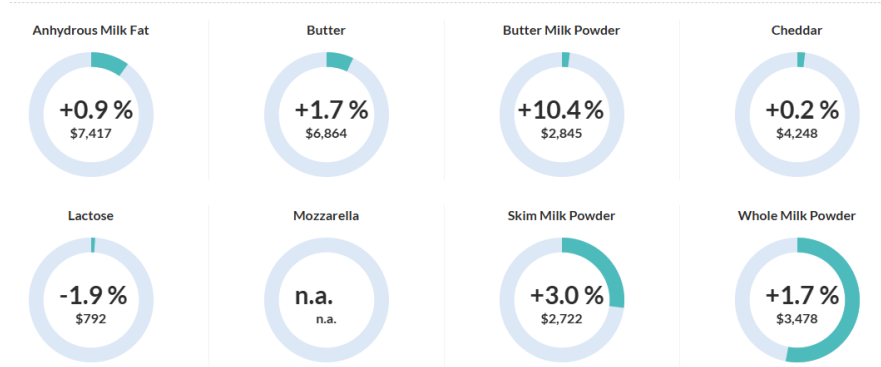 Anhydrous Milk Fat
+0.9 %
$7,417
Butter
+1.7 %
$6,864
Butter Milk Powder
+10.4 %
$2,845
Cheddar
+0.2 %
$4,248
Lactose
-1.9 %
$792
Mozzarella
n.a.
n.a.
Skim Milk Powder
+3.0 %
$2,722
Whole Milk Powder
+1.7 %
$3,478